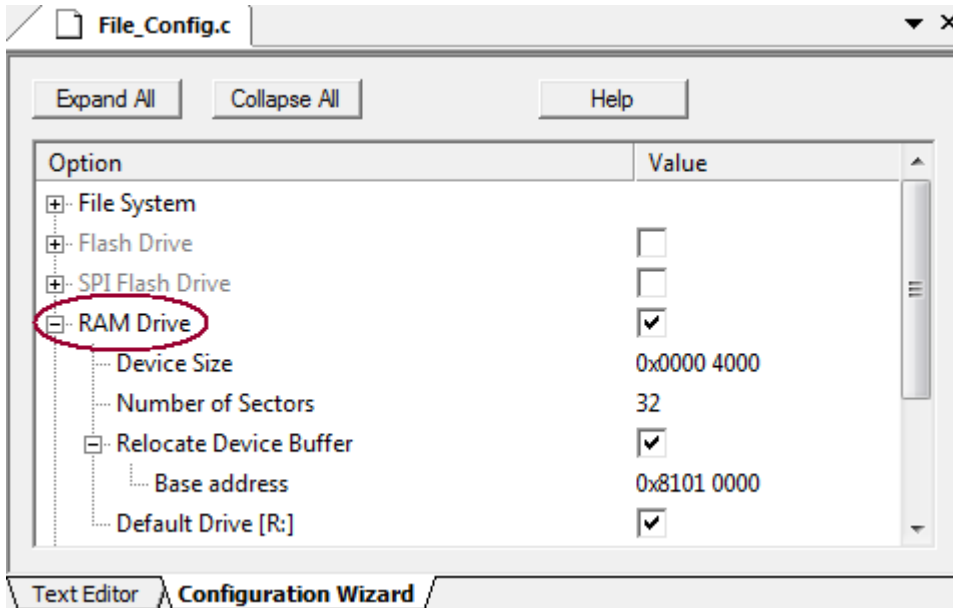 File_Config.c
Expand All Collapse All Help
Option Value
File System
Flash Drive
SPI Flash Drive
RAM Drive
Device Size 0x0000 4000
Number of Sectors 32
Relocate Device Buffer
Base address 0x8101 0000
Default Drive [R:]
Text Editor Configuration Wizard